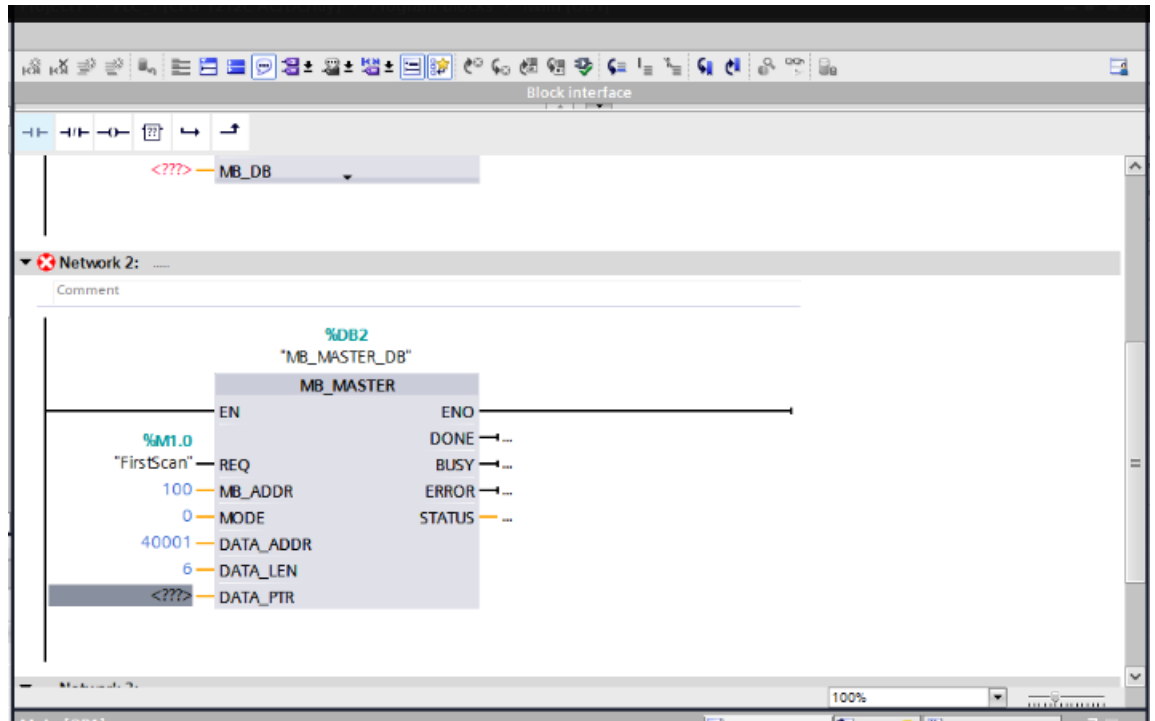 Block interface
<???> MB_DB
Network 2: .....
Comment
%DB2
"MB_MASTER_DB"
MB_MASTER
EN ENO
%M1.0 DONE ...
"FirstScan" REQ BUSY ...
100 MB_ADDR ERROR ...
0 MODE STATUS ...
40001 DATA_ADDR
6 DATA_LEN
<???> DATA_PTR
100%